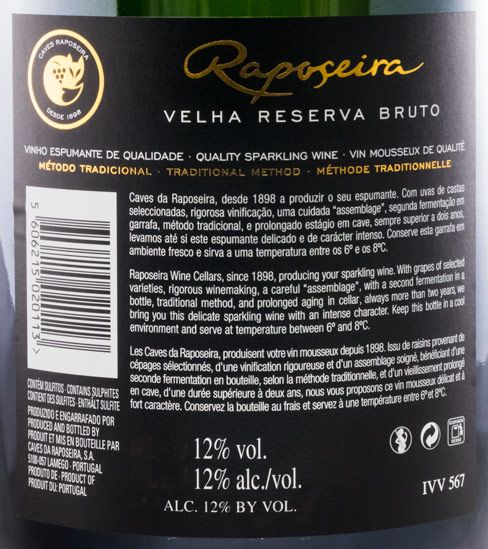 CAVES RAPOSEIRA
DESDE 1898
Raposeira
VELHA RESERVA BRUTO
VINHO ESPUMANTE DE QUALIDADE · QUALITY SPARKLING WINE · VIN MOUSSEUX DE QUALITÉ
MÉTODO TRADICIONAL · TRADITIONAL METHOD · MÉTHODE TRADITIONNELLE
Caves da Raposeira, desde 1898 a produzir o seu espumante. Com uvas de castas
seleccionadas, rigorosa vinificação, uma cuidada “assemblage”, segunda fermentação em
garrafa, método tradicional, e prolongado estágio em cave, sempre superior a dois anos,
levamos até si este espumante delicado e de carácter intenso. Conserve esta garrafa em
ambiente fresco e sirva a uma temperatura entre os 6º e os 8ºC.
Raposeira Wine Cellars, since 1898, producing your sparkling wine. With grapes of selected
varieties, rigorous winemaking, a careful “assemblage”, with a second fermentation in a
bottle, traditional method, and prolonged aging in cellar, always more than two years, we
bring you this delicate sparkling wine with an intense character. Keep this bottle in a cool
environment and serve at temperature between 6º and 8ºC.
Les Caves da Raposeira, produisent votre vin mousseux depuis 1898. Issu de raisins provenant de
cépages sélectionnés, d'une vinification rigoureuse et d'un assemblage soigné, bénéficiant d'une
seconde fermentation en bouteille, selon la méthode traditionnelle, et d'un vieillissement prolongé
en cave, d'une durée supérieure à deux ans, nous vous proposons ce vin mousseux délicat et à
fort caractère. Conservez la bouteille au frais et servez à une température entre 6º et 8ºC.
5 606215 020113 >
CONTÉM SULFITOS · CONTAINS SULPHITES
CONTIENT DES SULFITES · ENTHÄLT SULFITE
PRODUZIDO E ENGARRAFADO POR
PRODUCED AND BOTTLED BY
PRODUIT ET MIS EN BOUTEILLE PAR
CAVES DA RAPOSEIRA, S.A.
5100-857 LAMEGO - PORTUGAL
PRODUTO DE · PRODUCT OF
PRODUIT DU: PORTUGAL
12% vol.
12% alc./vol.
ALC. 12% BY VOL.
IVV 567